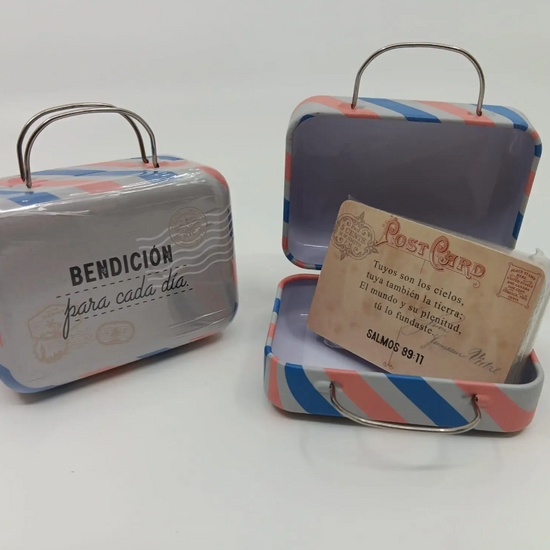 BENDICIÓN
para cada día.
POST CARD
Tuyos son los cielos,
tuya también la tierra;
El mundo y su plenitud,
tú lo fundaste.
SALMOS 89:11